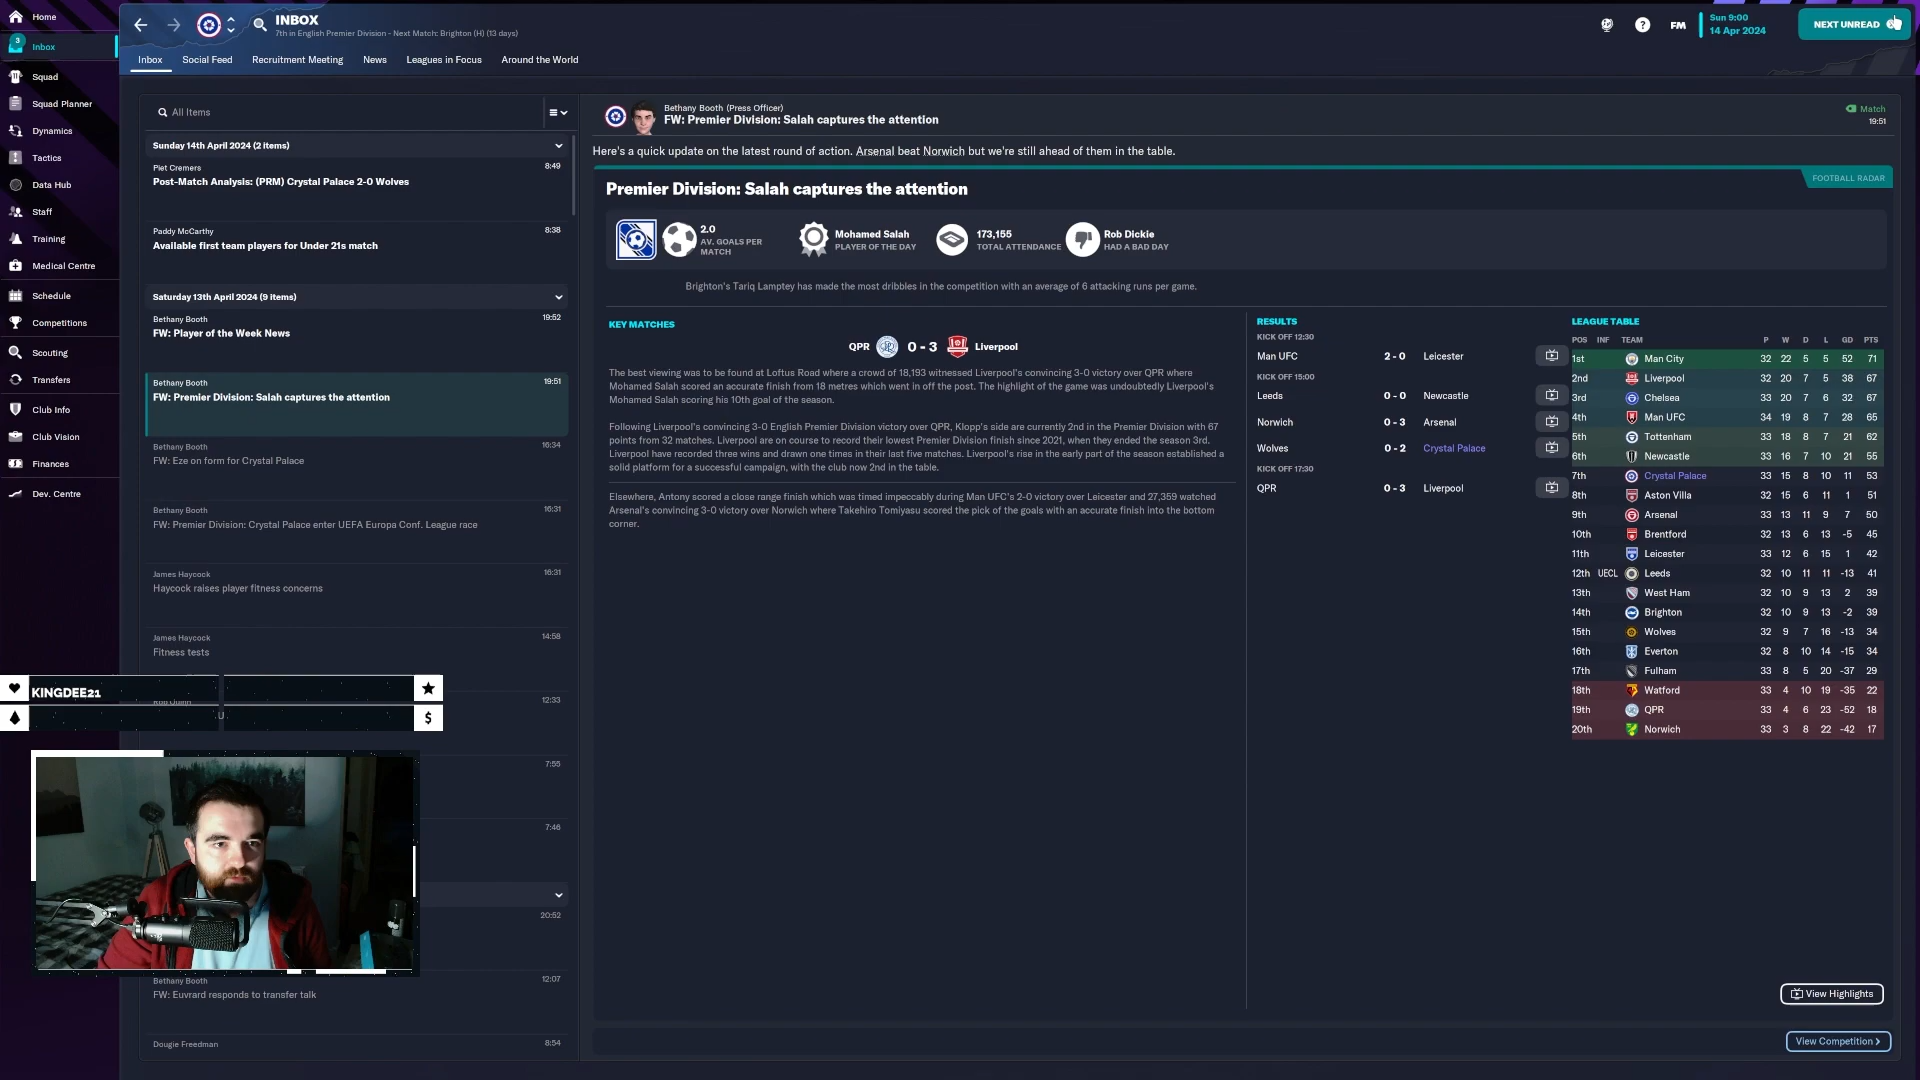 Home
3
Inbox
Squad
Squad Planner
Dynamics
Tactics
Data Hub
Staff
Training
Medical Centre
Schedule
Competitions
Scouting
Transfers
Club Info
Club Vision
Finances
Dev. Centre
INBOX
7th in English Premier Division - Next Match: Brighton (H) (13 days)
FM
Sun 9:00
14 Apr 2024
NEXT UNREAD
Inbox
Social Feed
Recruitment Meeting
News
Leagues in Focus
Around the World
All Items
Sunday 14th April 2024 (2 items)
Piet Cremers 8:49
Post-Match Analysis: (PRM) Crystal Palace 2-0 Wolves
Paddy McCarthy 8:38
Available first team players for Under 21s match
Saturday 13th April 2024 (9 items)
Bethany Booth 19:52
FW: Player of the Week News
Bethany Booth 19:51
FW: Premier Division: Salah captures the attention
Bethany Booth 16:34
FW: Eze on form for Crystal Palace
Bethany Booth 16:31
FW: Premier Division: Crystal Palace enter UEFA Europa Conf. League race
James Haycock 16:31
Haycock raises player fitness concerns
James Haycock 14:58
Fitness tests
12:33
KINGDEE21
$
7:55
7:46
20:52
Bethany Booth 12:07
FW: Euvrard responds to transfer talk
Dougie Freedman 8:54
Bethany Booth (Press Officer)
FW: Premier Division: Salah captures the attention
Match
19:51
Here's a quick update on the latest round of action. Arsenal beat Norwich but we're still ahead of them in the table.
Premier Division: Salah captures the attention
FOOTBALL RADAR
2.0
AV. GOALS PER
MATCH
Mohamed Salah
PLAYER OF THE DAY
173,155
TOTAL ATTENDANCE
Rob Dickie
HAD A BAD DAY
Brighton's Tariq Lamptey has made the most dribbles in the competition with an average of 6 attacking runs per game.
KEY MATCHES
QPR 0 - 3 Liverpool
The best viewing was to be found at Loftus Road where a crowd of 18,193 witnessed Liverpool's convincing 3-0 victory over QPR where
Mohamed Salah scored an accurate finish from 18 metres which went in off the post. The highlight of the game was undoubtedly Liverpool's
Mohamed Salah scoring his 10th goal of the season.
Following Liverpool's convincing 3-0 English Premier Division victory over QPR, Klopp's side are currently 2nd in the Premier Division with 67
points from 32 matches. Liverpool are on course to record their lowest Premier Division finish since 2021, when they ended the season 3rd.
Liverpool have recorded three wins and drawn one times in their last five matches. Liverpool's rise in the early part of the season established a
solid platform for a successful campaign, with the club now 2nd in the table.
Elsewhere, Antony scored a close range finish which was timed impeccably during Man UFC's 2-0 victory over Leicester and 27,359 watched
Arsenal's convincing 3-0 victory over Norwich where Takehiro Tomiyasu scored the pick of the goals with an accurate finish into the bottom
corner.
RESULTS
KICK OFF 12:30
Man UFC 2 - 0 Leicester
KICK OFF 15:00
Leeds 0 - 0 Newcastle
Norwich 0 - 3 Arsenal
Wolves 0 - 2 Crystal Palace
KICK OFF 17:30
QPR 0 - 3 Liverpool
LEAGUE TABLE
POS INF TEAM P W D L GD PTS
1st Man City 32 22 5 5 52 71
2nd Liverpool 32 20 7 5 38 67
3rd Chelsea 33 20 7 6 32 67
4th Man UFC 34 19 8 7 28 65
5th Tottenham 33 18 8 7 21 62
6th Newcastle 33 16 7 10 21 55
7th Crystal Palace 33 15 8 10 11 53
8th Aston Villa 32 15 6 11 1 51
9th Arsenal 33 13 11 9 7 50
10th Brentford 32 13 6 13 -5 45
11th Leicester 33 12 6 15 1 42
12th UECL Leeds 32 10 11 11 -13 41
13th West Ham 32 10 9 13 2 39
14th Brighton 32 10 9 13 -2 39
15th Wolves 32 9 7 16 -13 34
16th Everton 32 8 10 14 -15 34
17th Fulham 33 8 5 20 -37 29
18th Watford 33 4 10 19 -35 22
19th QPR 33 4 6 23 -52 18
20th Norwich 33 3 8 22 -42 17
View Highlights
View Competition